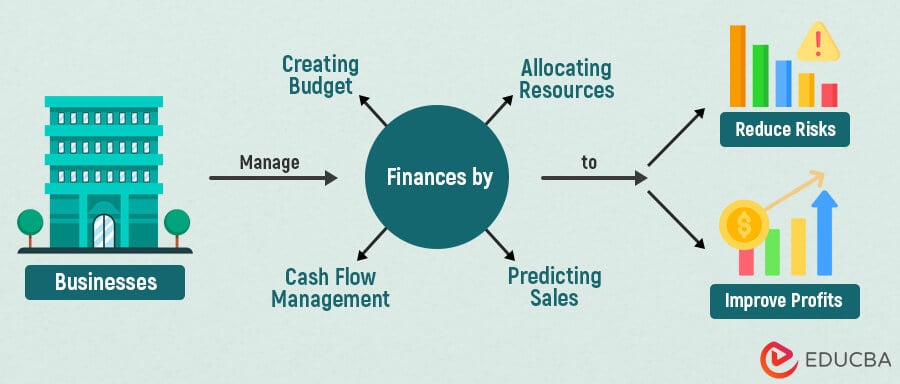 Creating
Budget
Allocating
Resources
Manage
Finances by
to
Reduce Risks
Businesses
Cash Flow
Management
Predicting
Sales
Improve Profits
EDUCBA